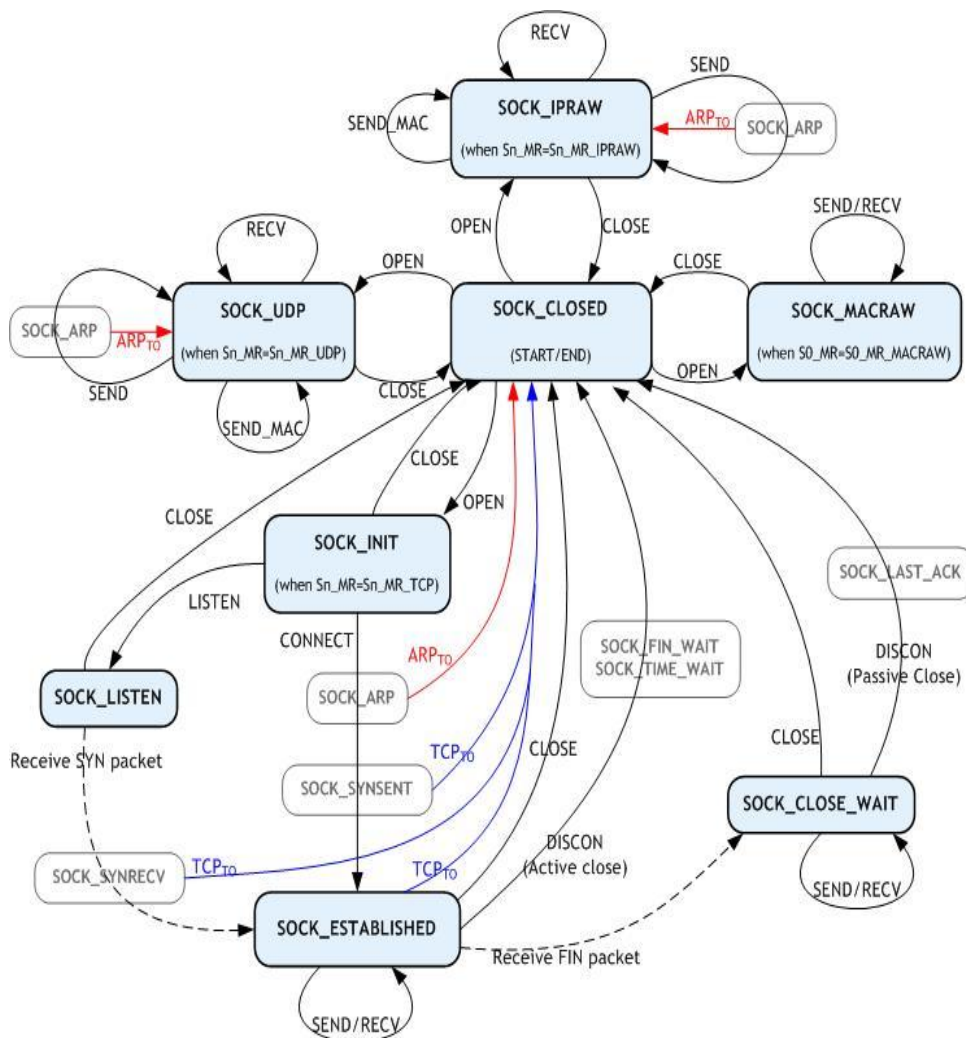 RECV
SEND
SOCK_IPRAW
SEND_MAC
ARPTO
SOCK_ARP
(when Sn_MR=Sn_MR_IPRAW)
SEND/RECV
OPEN
CLOSE
RECV
OPEN
CLOSE
SOCK_UDP
SOCK_CLOSED
SOCK_MACRAW
SOCK_ARP
ARPTO
(when Sn_MR=Sn_MR_UDP)
(START/END)
(when S0_MR=S0_MR_MACRAW)
OPEN
SEND
CLOSE
SEND_MAC
CLOSE
OPEN
CLOSE
SOCK_INIT
(when Sn_MR=Sn_MR_TCP)
SOCK_LAST_ACK
LISTEN
CONNECT
SOCK_FIN_WAIT
SOCK_TIME_WAIT
ARPTO
DISCON
(Passive Close)
SOCK_ARP
SOCK_LISTEN
Receive SYN packet
TCPTO
CLOSE
CLOSE
SOCK_SYNSENT
SOCK_CLOSE_WAIT
DISCON
(Active close)
TCPTO
TCPTO
SOCK_SYNRECV
SEND/RECV
SOCK_ESTABLISHED
Receive FIN packet
SEND/RECV